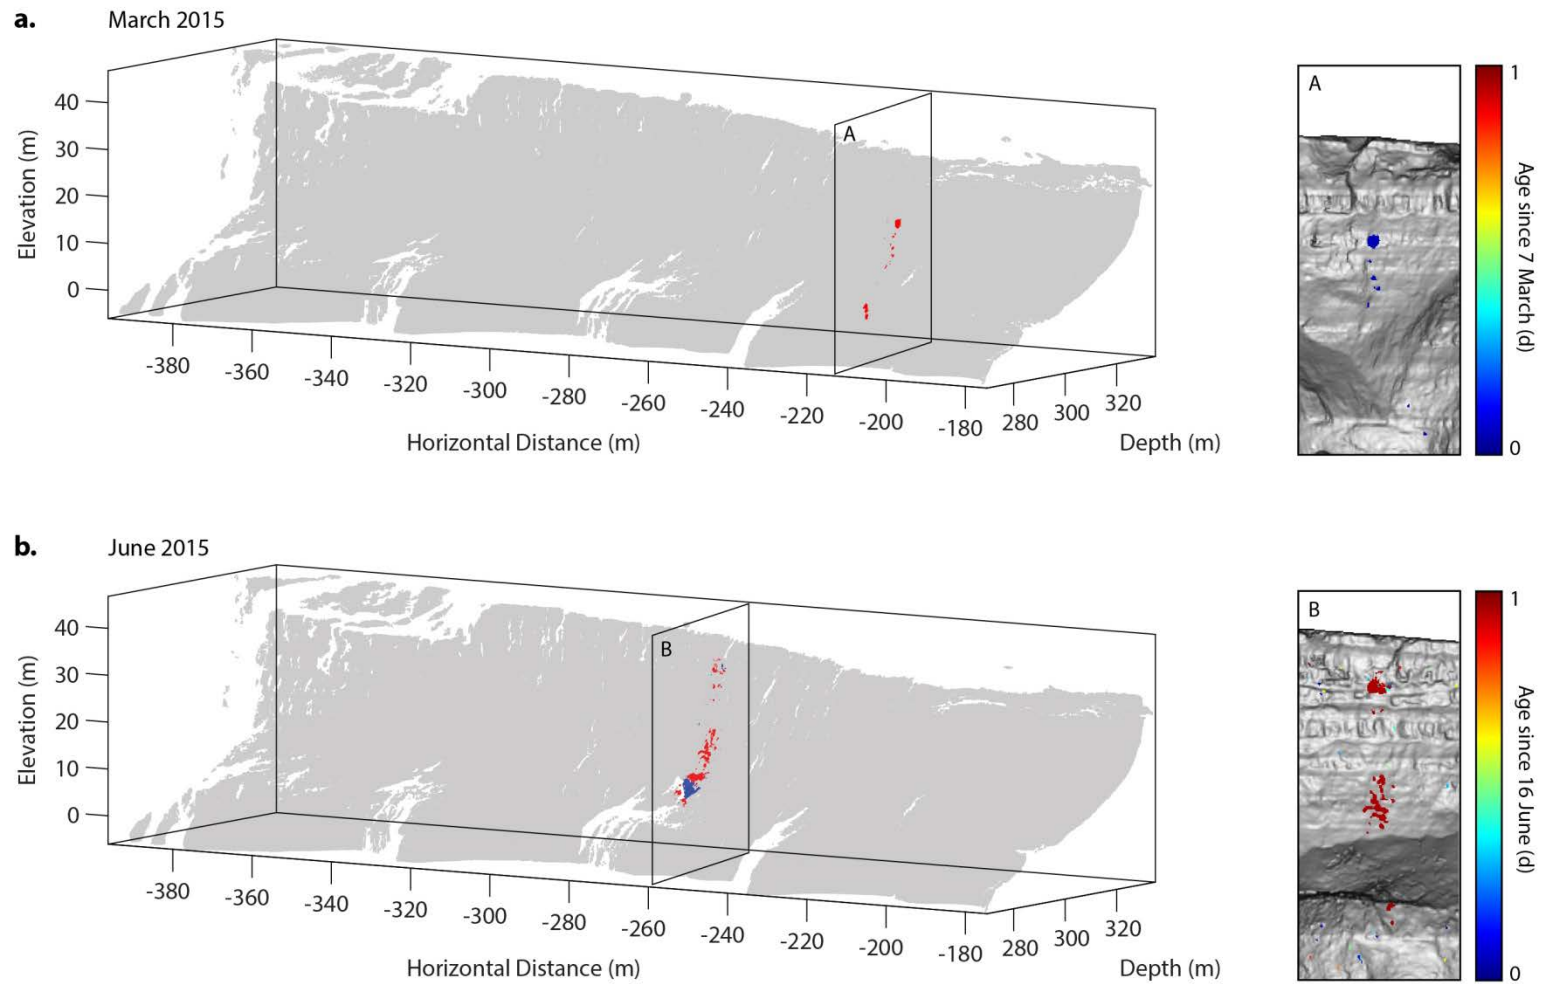 a.
March 2015
A
40
30
20
10
0
Elevation (m)
-380
-360
-340
-320
-300
-280
-260
-240
-220
-200
-180
280
300
320
Horizontal Distance (m)
Depth (m)
A
1
Age since 7 March (d)
0
b.
June 2015
B
40
30
20
10
0
Elevation (m)
-380
-360
-340
-320
-300
-280
-260
-240
-220
-200
-180
280
300
320
Horizontal Distance (m)
Depth (m)
B
1
Age since 16 June (d)
0